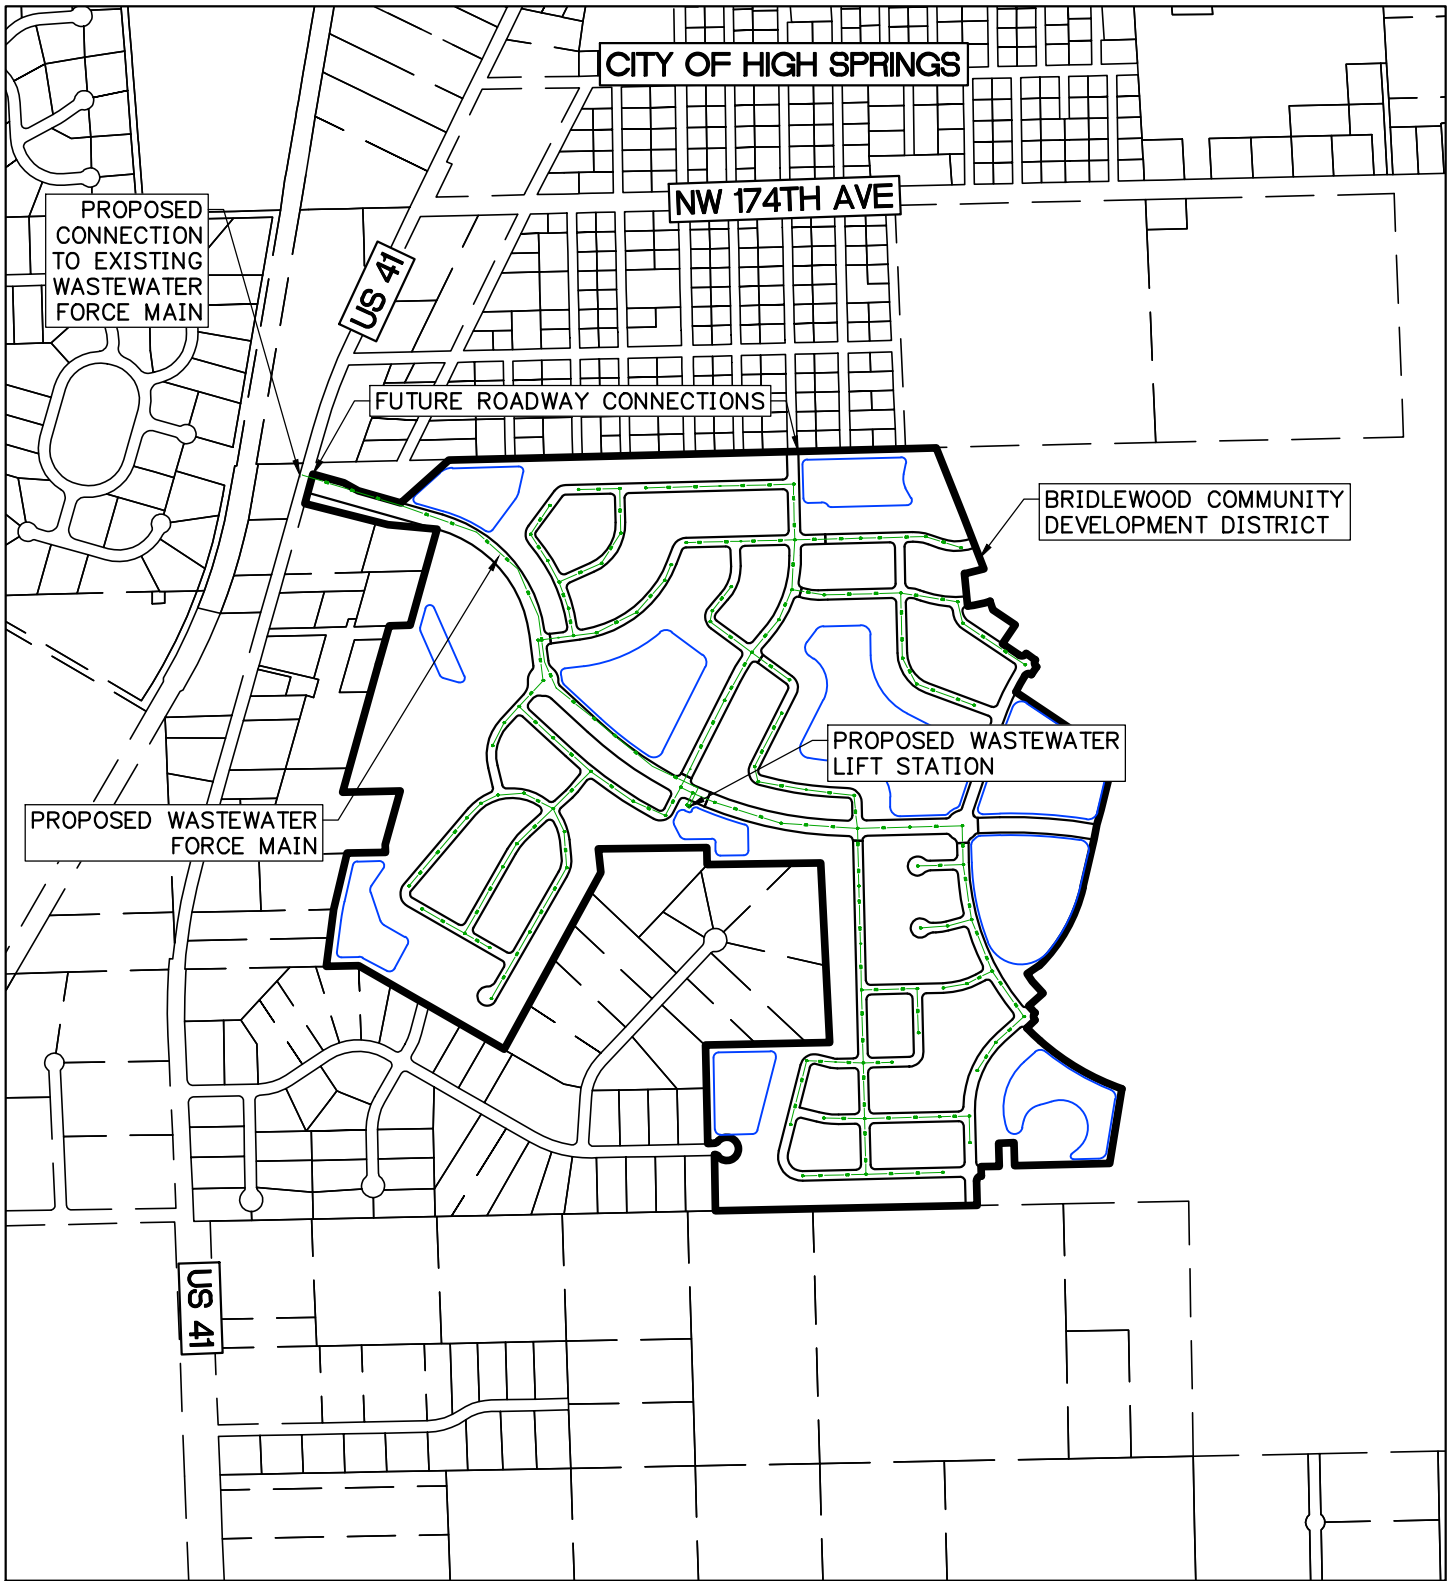 CITY OF HIGH SPRINGS
NW 174TH AVE
PROPOSED
CONNECTION
TO EXISTING
WASTEWATER
FORCE MAIN
US 41
FUTURE ROADWAY CONNECTIONS
BRIDLEWOOD COMMUNITY
DEVELOPMENT DISTRICT
PROPOSED WASTEWATER
LIFT STATION
PROPOSED WASTEWATER
FORCE MAIN
US 41